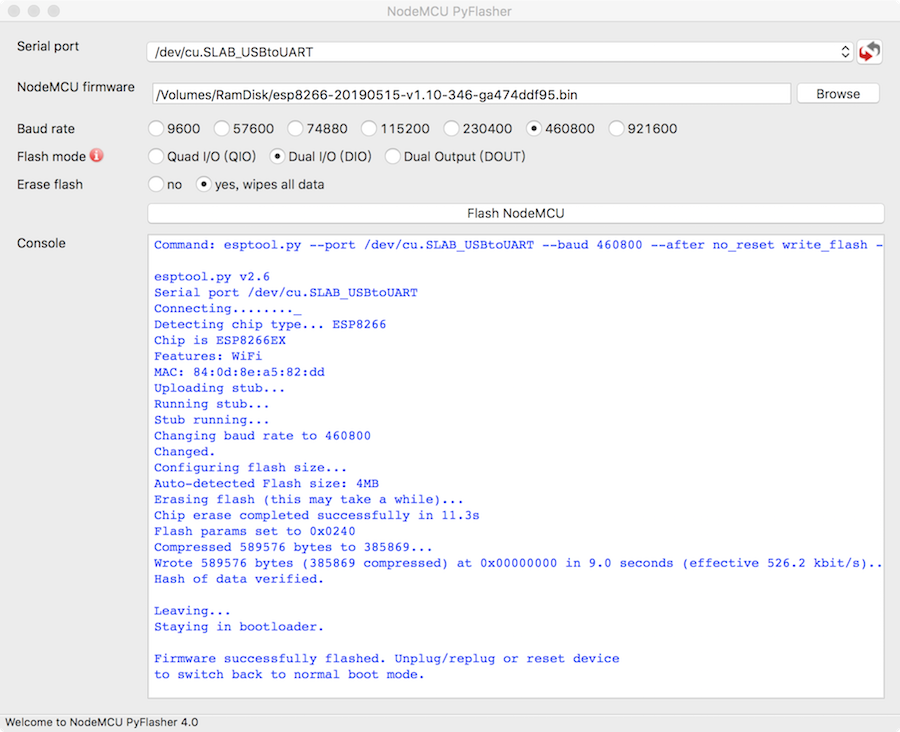 NodeMCU PyFlasher
Serial port
/dev/cu.SLAB_USBtoUART
NodeMCU firmware
/Volumes/RamDisk/esp8266-20190515-v1.10-346-ga474ddf95.bin
Browse
Baud rate
9600 57600 74880 115200 230400 460800 921600
Flash mode
Quad I/O (QIO) Dual I/O (DIO) Dual Output (DOUT)
Erase flash
no yes, wipes all data
Flash NodeMCU
Console
Command: esptool.py --port /dev/cu.SLAB_USBtoUART --baud 460800 --after no_reset write_flash -
esptool.py v2.6
Serial port /dev/cu.SLAB_USBtoUART
Connecting........_
Detecting chip type... ESP8266
Chip is ESP8266EX
Features: WiFi
MAC: 84:0d:8e:a5:82:dd
Uploading stub...
Running stub...
Stub running...
Changing baud rate to 460800
Changed.
Configuring flash size...
Auto-detected Flash size: 4MB
Erasing flash (this may take a while)...
Chip erase completed successfully in 11.3s
Flash params set to 0x0240
Compressed 589576 bytes to 385869...
Wrote 589576 bytes (385869 compressed) at 0x00000000 in 9.0 seconds (effective 526.2 kbit/s)..
Hash of data verified.
Leaving...
Staying in bootloader.
Firmware successfully flashed. Unplug/replug or reset device
to switch back to normal boot mode.
Welcome to NodeMCU PyFlasher 4.0